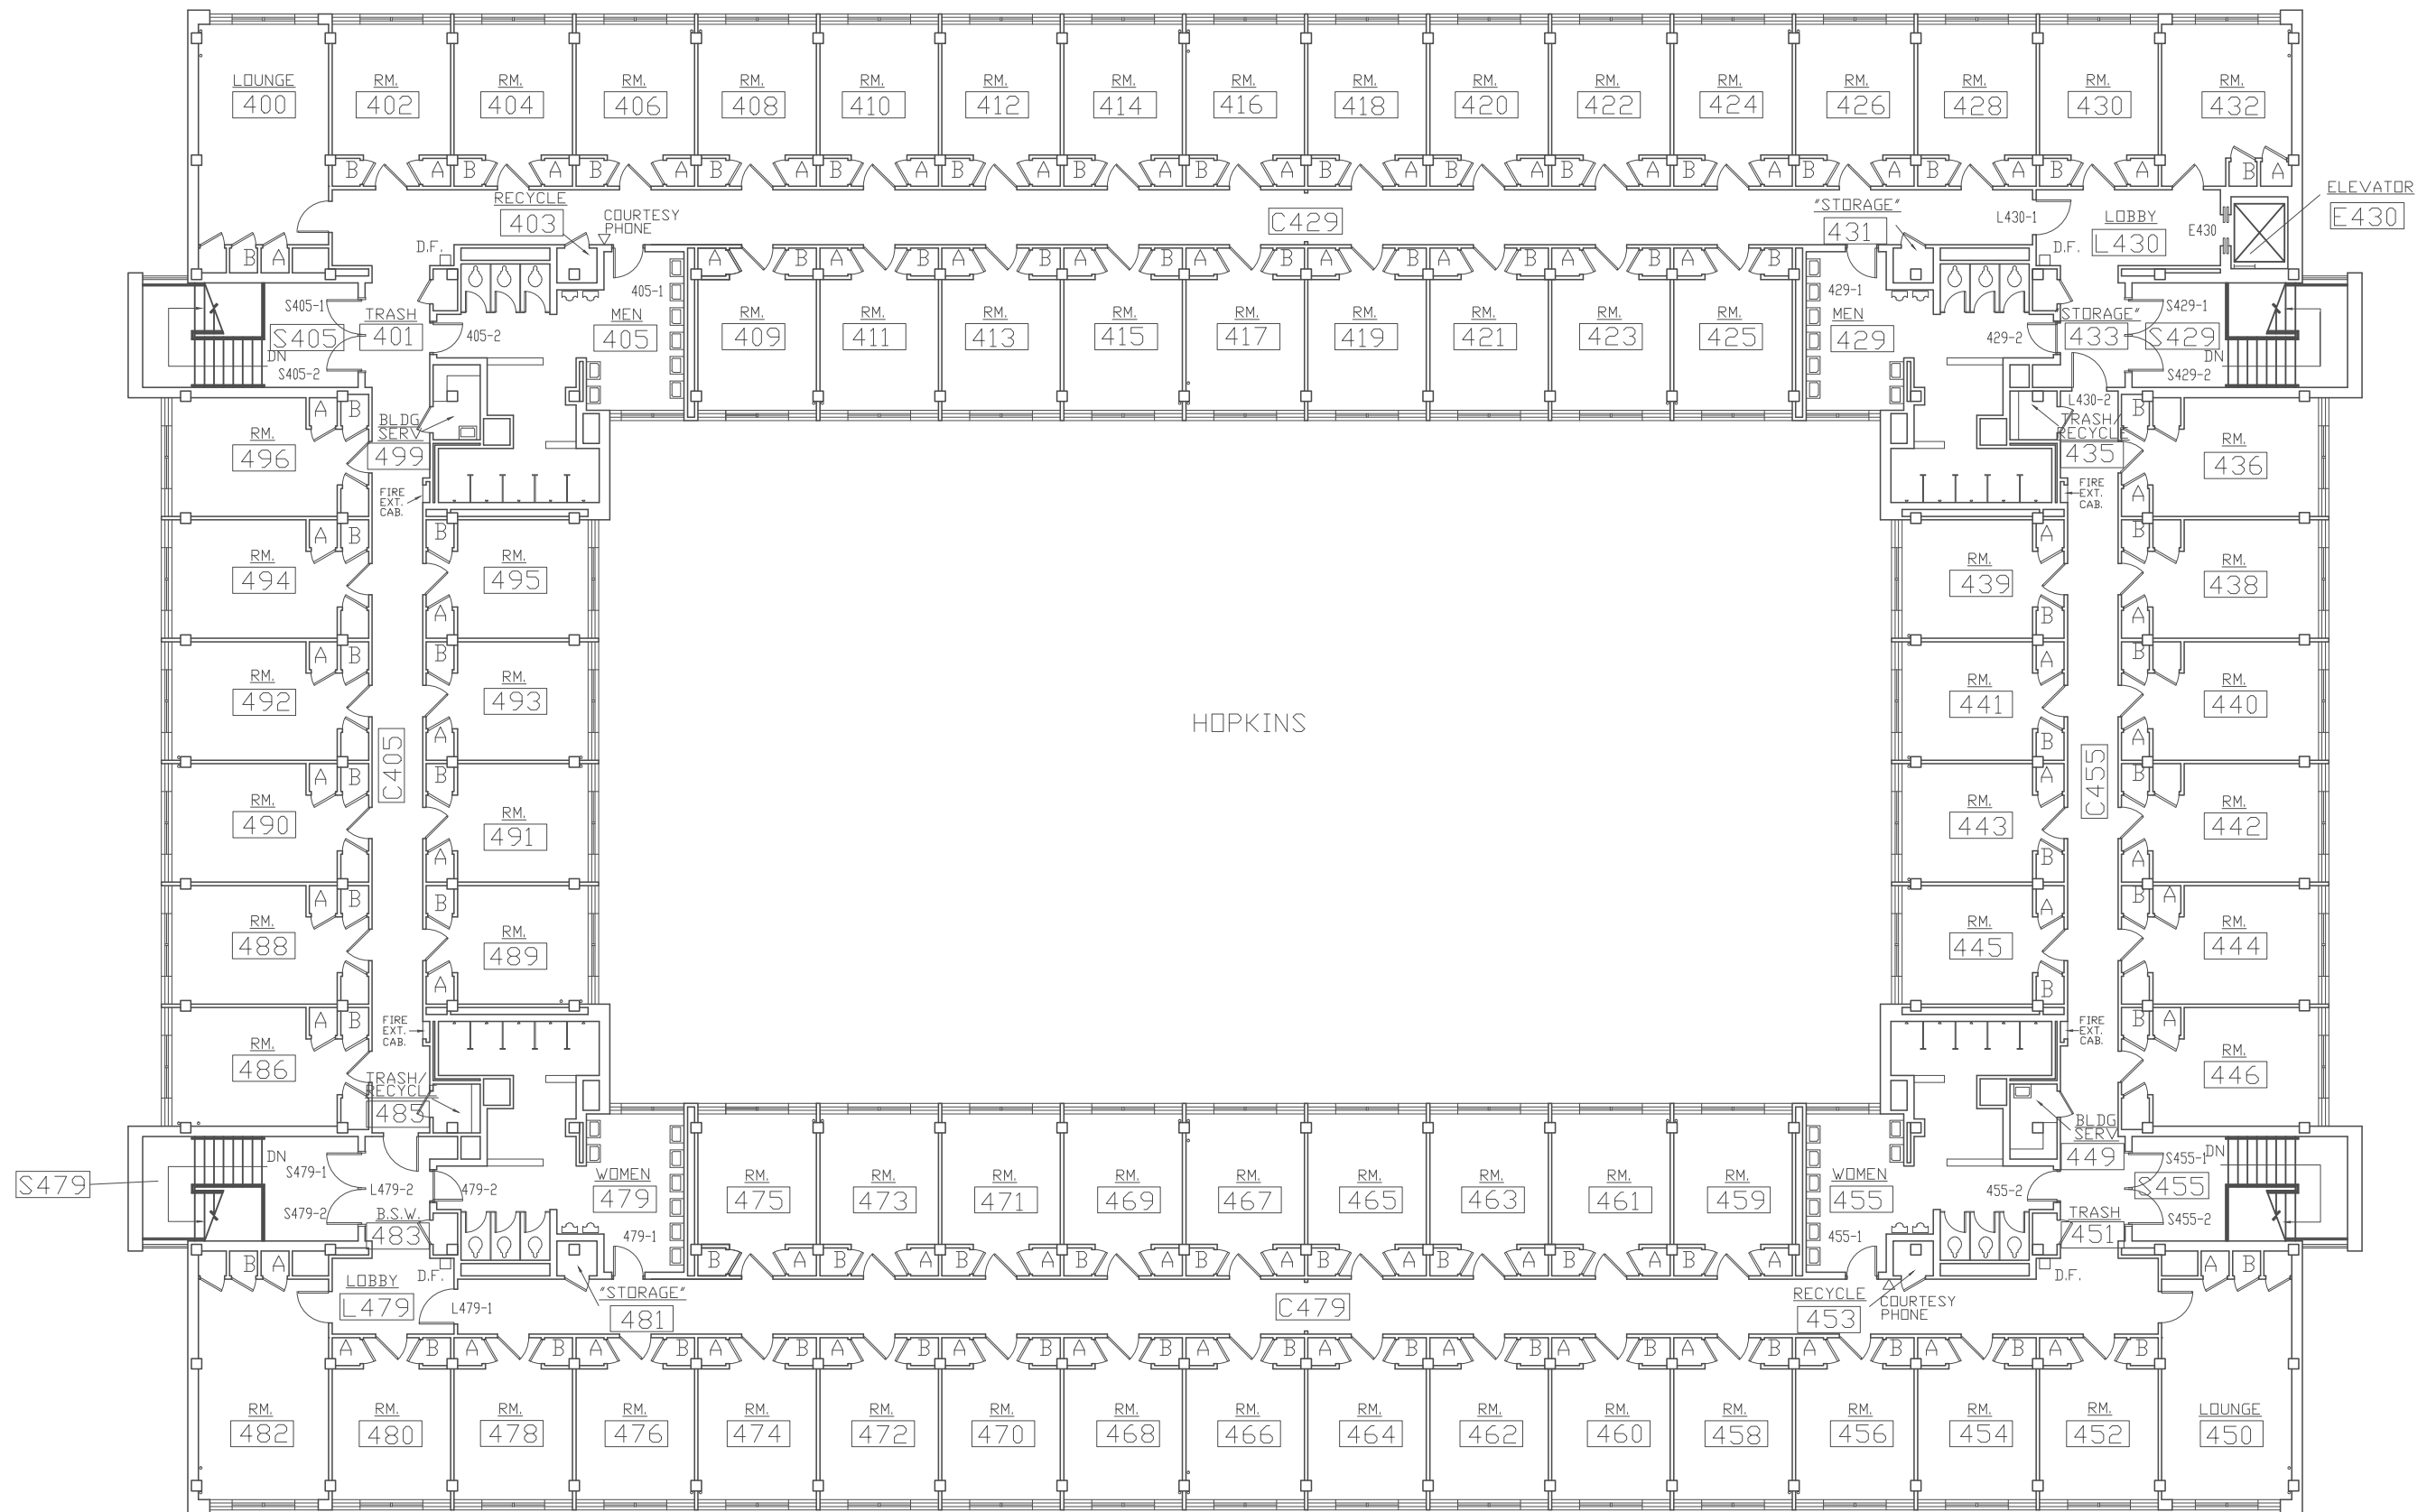 LOUNGE RM. RM. RM. RM. RM. RM. RM. RM. RM. RM. RM. RM. RM. RM. RM. RM.
400 402 404 406 408 410 412 414 416 418 420 422 424 426 428 430 432
B A B A B A B A B A B A B A B A B A B A B A B A B A B A B A B A
RECYCLE
403
COURTESY
PHONE
C429
"STORAGE"
431
L430-1
LOBBY
L430
E430
ELEVATOR
E430
B A
D.F.
D.F.
A B A B A B A B A B A B A B A B A B
S405-1
S405
DN
S405-2
TRASH
401
405-2
405-1
MEN
405
RM. RM. RM. RM. RM. RM. RM. RM. RM.
409 411 413 415 417 419 421 423 425
429-1
MEN
429
429-2
STORAGE"
433
S429-1
S429
DN
S429-2
L430-2
BLDG
SERV
499
TRASH/
RECYCLE
435
A B
RM.
496
FIRE
EXT.
CAB.
B
RM.
436
A
FIRE
EXT.
CAB.
A B
RM.
494
B
RM.
495
A
A
RM.
439
B
B
RM.
438
A
HOPKINS
A B
RM.
492
B
RM.
493
A
A
RM.
441
B
B
RM.
440
A
C405
C455
A B
RM.
490
B
RM.
491
A
A
RM.
443
B
B
RM.
442
A
A B
RM.
488
B
RM.
489
A
A
RM.
445
B
B A
RM.
444
A B
RM.
486
FIRE
EXT.
CAB.
FIRE
EXT.
CAB.
B A
RM.
446
TRASH/
RECYCLE
485
BLDG
SERV
449
S479
DN
S479-1
S479-2
L479-2
B.S.W.
483
479-2
WOMEN
479
479-1
RM. RM. RM. RM. RM. RM. RM. RM. RM.
475 473 471 469 467 465 463 461 459
WOMEN
455
455-1
455-2
S455-1
DN
S455
S455-2
TRASH
451
B A B A B A B A B A B A B A B A B A
B A
LOBBY
L479
D.F.
L479-1
"STORAGE"
481
C479
RECYCLE
453
COURTESY
PHONE
D.F.
A B
A B A B A B A B A B A B A B A B A B A B A B A B A B A B A B
RM. RM. RM. RM. RM. RM. RM. RM. RM. RM. RM. RM. RM. RM. RM. RM. LOUNGE
482 480 478 476 474 472 470 468 466 464 462 460 458 456 454 452 450